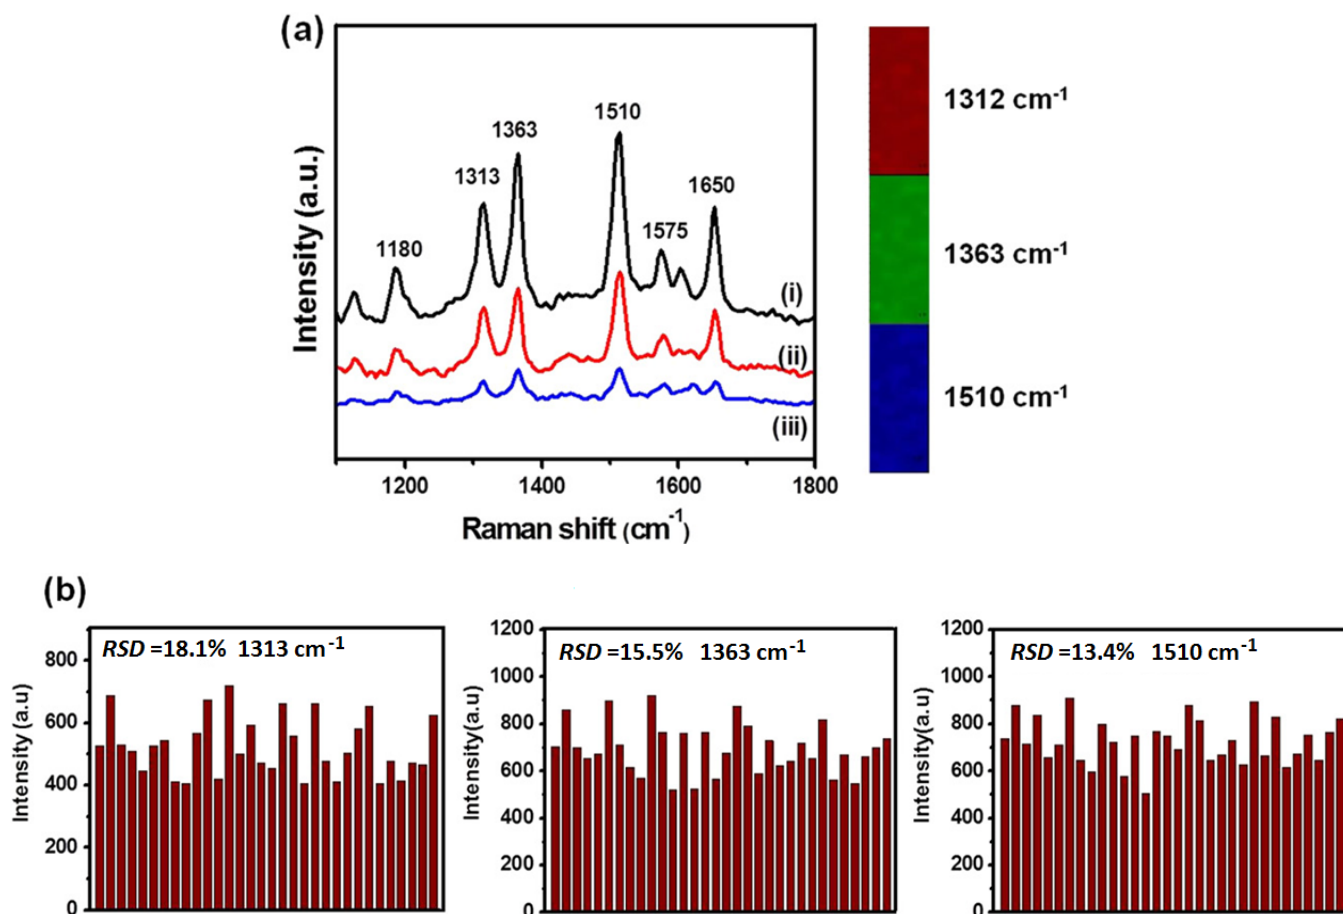 (a)
Intensity (a.u.)
1180
1313
1363
1510
1575
1650
(i)
(ii)
(iii)
1200 1400 1600 1800
Raman shift (cm⁻¹)
1312 cm⁻¹
1363 cm⁻¹
1510 cm⁻¹
(b)
RSD =18.1% 1313 cm⁻¹
Intensity (a.u)
800
600
400
200
0
RSD =15.5% 1363 cm⁻¹
Intensity(a.u)
1200
1000
800
600
400
200
0
RSD =13.4% 1510 cm⁻¹
Intensity(a.u)
1200
1000
800
600
400
200
0